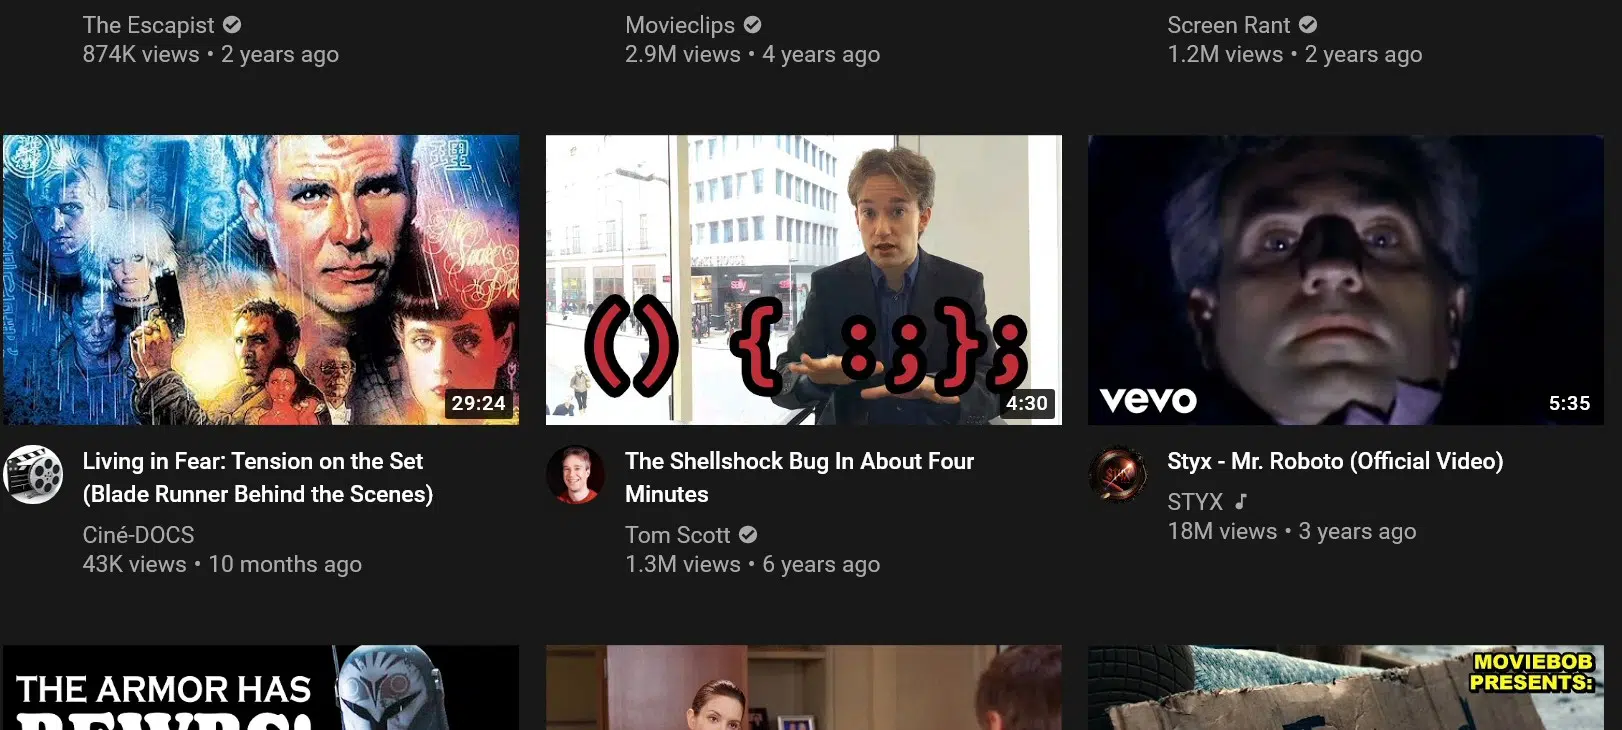 The Escapist
874K views • 2 years ago
Movieclips
2.9M views • 4 years ago
Screen Rant
1.2M views • 2 years ago
理
29:24
() { :;};
4:30
vevo
5:35
Living in Fear: Tension on the Set
(Blade Runner Behind the Scenes)
Ciné-DOCS
43K views • 10 months ago
The Shellshock Bug In About Four
Minutes
Tom Scott
1.3M views • 6 years ago
STYX
Styx - Mr. Roboto (Official Video)
STYX
18M views • 3 years ago
THE ARMOR HAS
MOVIEBOB
PRESENTS: